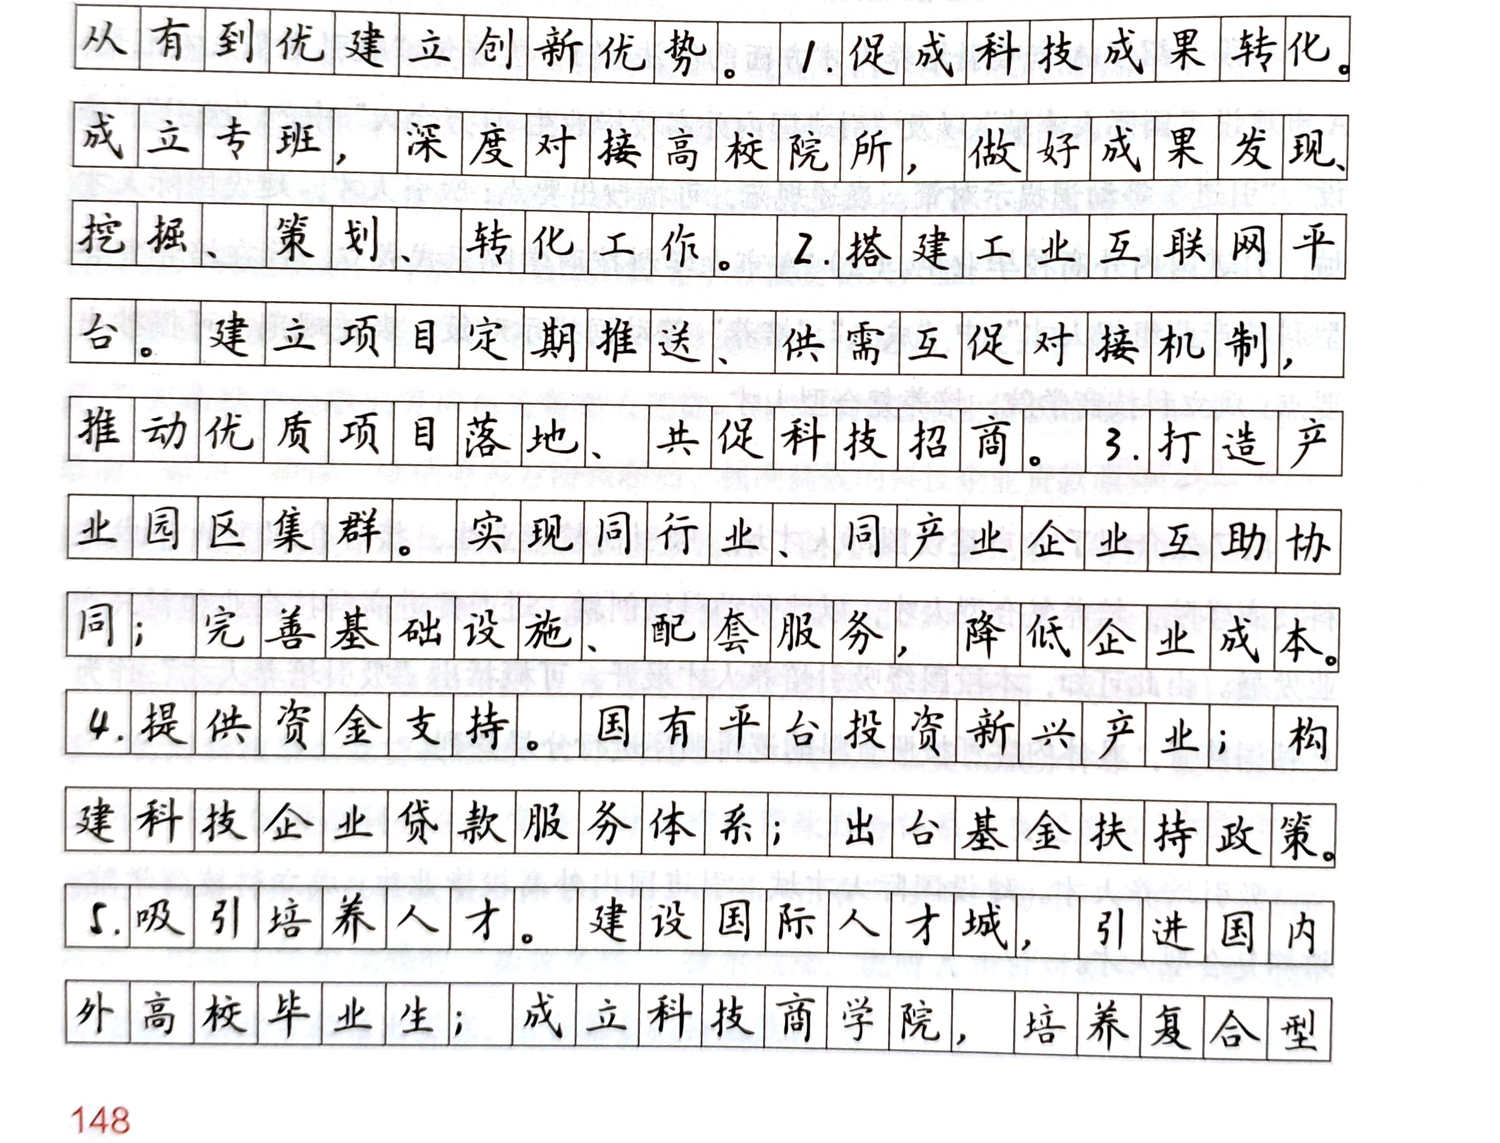 从有到优建立创新优势。1.促成科技成果转化。
成立专班，深度对接高校院所，做好成果发现、
挖掘、策划、转化工作。2搭建工业互联网平
台。建立项目定期推送、供需互促对接机制，
推动优质项目落地、共促科技招商。3.打造产
业园区集群。实现同行业、同产业企业互助协
同；完善基础设施、配套服务，降低企业成本。
4.提供资金支持。国有平台投资新兴产业；构
建科技企业贷款服务体系；出台基金扶持政策。
5.吸引培养人才。建设国际人才城，引进国内
外高校毕业生；成立科技商学院，培养复合型
148